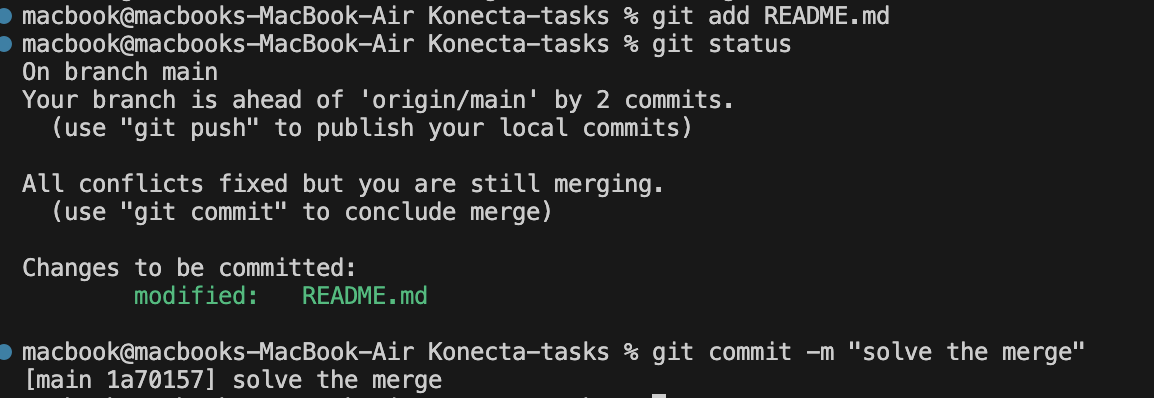 macbook@macbooks-MacBook-Air Konecta-tasks % git add README.md
macbook@macbooks-MacBook-Air Konecta-tasks % git status
On branch main
Your branch is ahead of 'origin/main' by 2 commits.
  (use "git push" to publish your local commits)

All conflicts fixed but you are still merging.
  (use "git commit" to conclude merge)

Changes to be committed:
        modified:   README.md

macbook@macbooks-MacBook-Air Konecta-tasks % git commit -m "solve the merge"
[main 1a70157] solve the merge